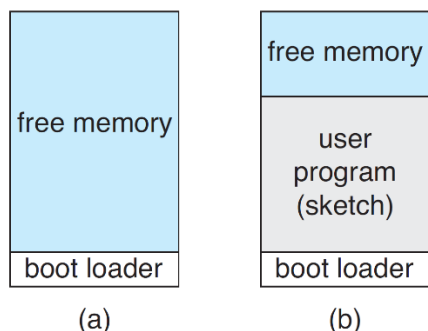 free memory
boot loader
(a)
free memory
user
program
(sketch)
boot loader
(b)